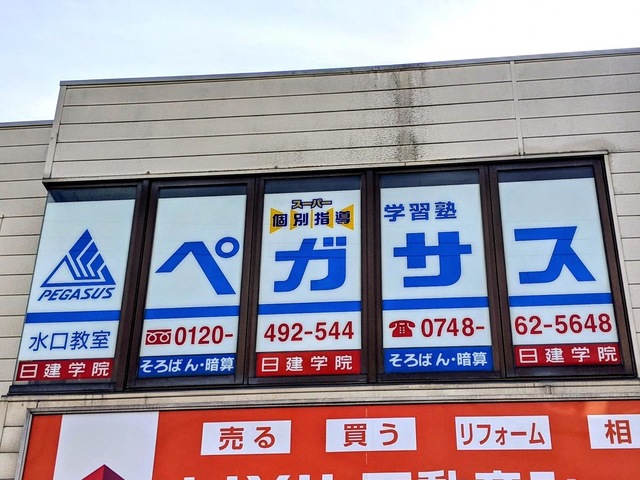 スーパー
個別指導 学習塾
ペガサス
PEGASUS
水口教室 0120-492-544 0748-62-5648
日建学院 そろばん・暗算 日建学院 そろばん・暗算 日建学院
売る 買う リフォーム 相